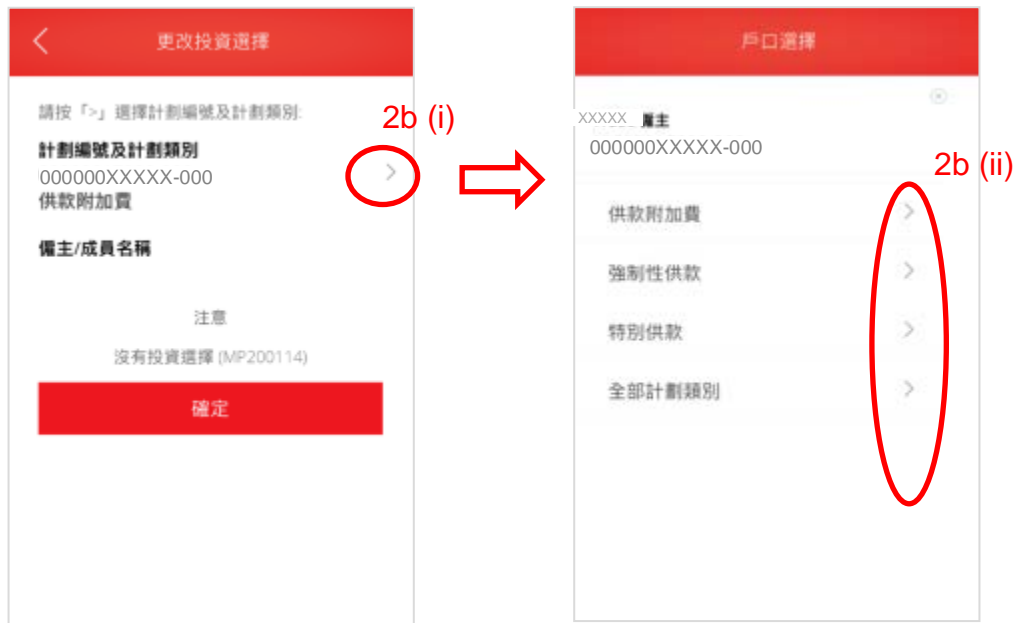 更改投資選擇
請按「>」選擇計劃編號及計劃類別:
計劃編號及計劃類別
000000XXXXX-000
供款附加費
僱主/成員名稱
注意
沒有投資選擇 (MP200114)
確定
2b (i)
戶口選擇
XXXXX 僱主
000000XXXXX-000
2b (ii)
供款附加費
強制性供款
特別供款
全部計劃類別